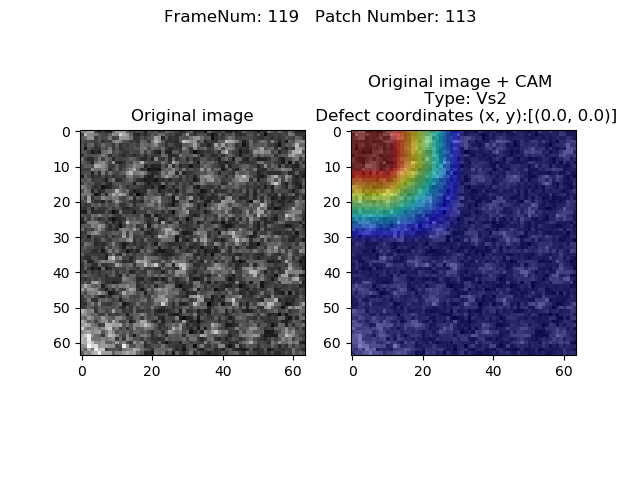 FrameNum: 119   Patch Number: 113
Original image
Original image + CAM
Type: Vs2
Defect coordinates (x, y):[(0.0, 0.0)]
0
10
20
30
40
50
60
0 20 40 60
0
10
20
30
40
50
60
0 20 40 60